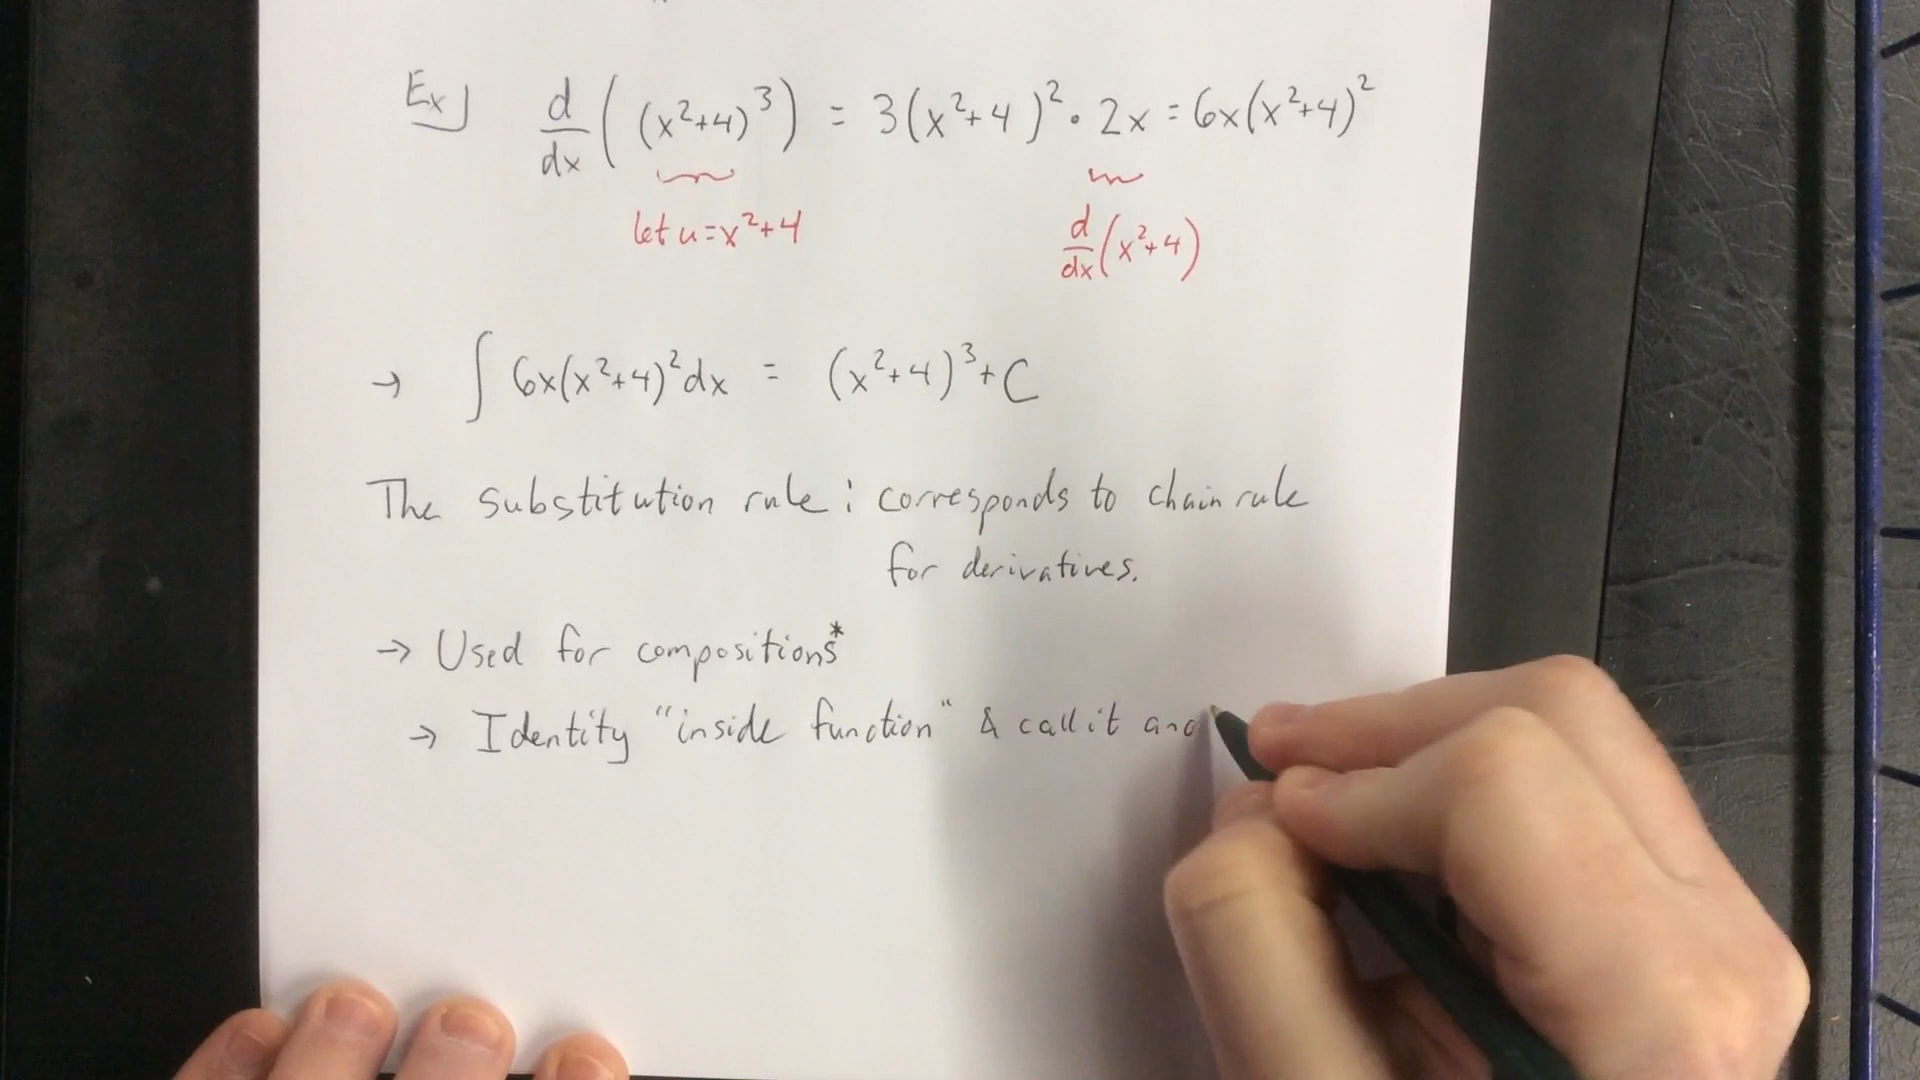 Ex] d/dx ( (x²+4)³ ) = 3(x²+4)² · 2x = 6x(x²+4)²
let u=x²+4 d/dx (x²+4)
→ ∫ 6x(x²+4)² dx = (x²+4)³ + C
The substitution rule : corresponds to chain rule
for derivatives.
→ Used for compositions*
→ Identity "inside function" & call it ano